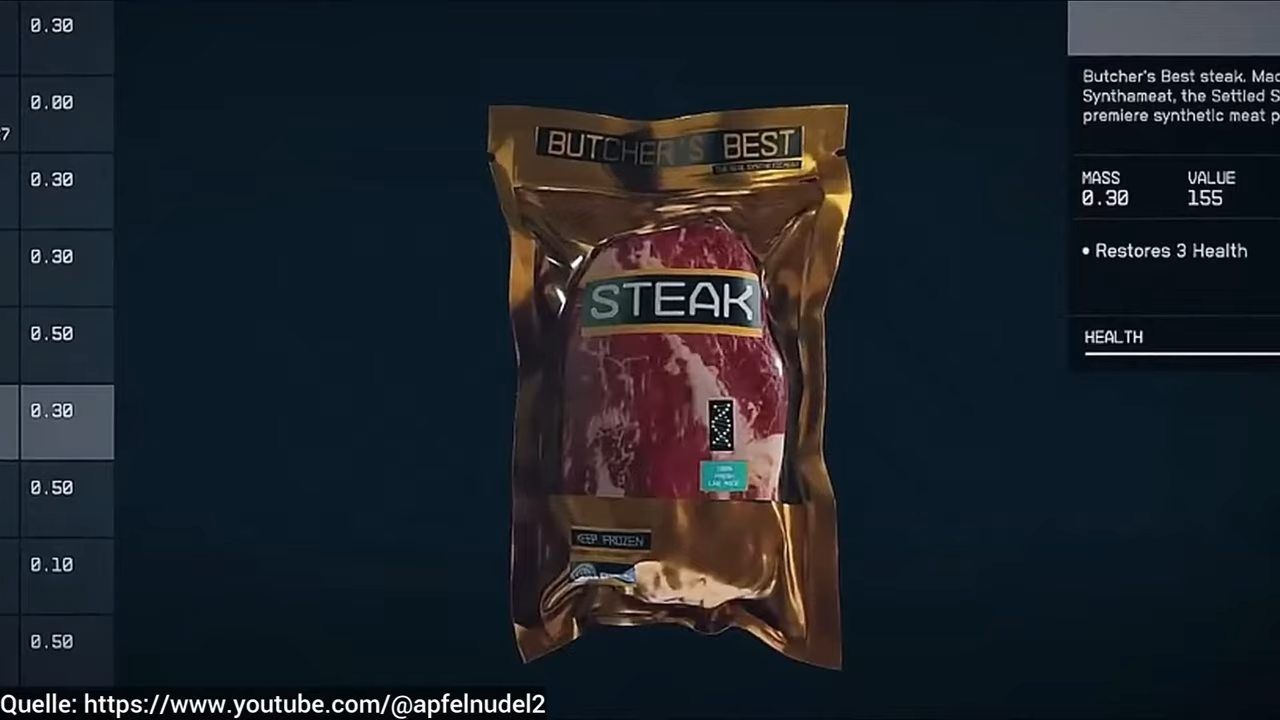 0.30
0.00
7
0.30
0.30
0.50
0.30
0.50
0.10
0.50
BUTCHER'S BEST
STEAK
KEEP FROZEN
Butcher's Best steak. Mad
Synthameat, the Settled S
premiere synthetic meat p
MASS VALUE
0.30 155
• Restores 3 Health
HEALTH
Quelle: https://www.youtube.com/@apfelnudel2